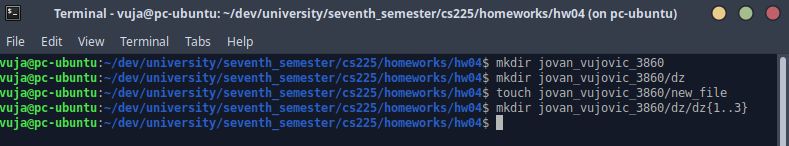 Terminal - vuja@pc-ubuntu: ~/dev/university/seventh_semester/cs225/homeworks/hw04 (on pc-ubuntu)
File Edit View Terminal Tabs Help
vuja@pc-ubuntu:~/dev/university/seventh_semester/cs225/homeworks/hw04$ mkdir jovan_vujovic_3860
vuja@pc-ubuntu:~/dev/university/seventh_semester/cs225/homeworks/hw04$ mkdir jovan_vujovic_3860/dz
vuja@pc-ubuntu:~/dev/university/seventh_semester/cs225/homeworks/hw04$ touch jovan_vujovic_3860/new_file
vuja@pc-ubuntu:~/dev/university/seventh_semester/cs225/homeworks/hw04$ mkdir jovan_vujovic_3860/dz/dz{1..3}
vuja@pc-ubuntu:~/dev/university/seventh_semester/cs225/homeworks/hw04$